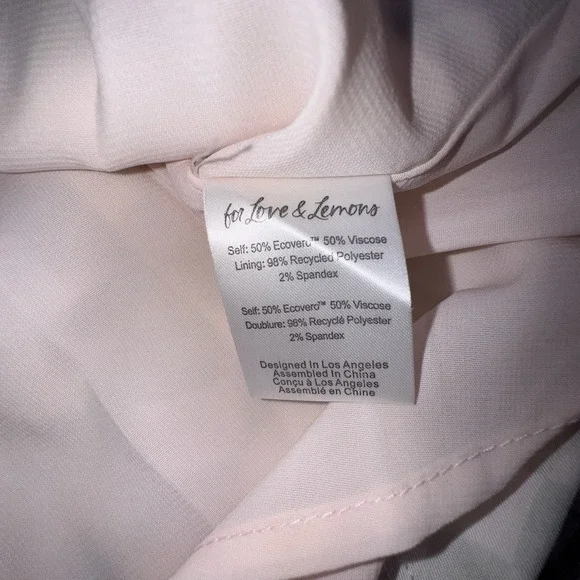 for Love & Lemons
Self: 50% Ecovero™ 50% Viscose
Lining: 98% Recycled Polyester
2% Spandex
Self: 50% Ecovero™ 50% Viscose
Doublure: 98% Recyclé Polyester
2% Spandex
Designed In Los Angeles
Assembled In China
Conçu à Los Angeles
Assemblé en Chine